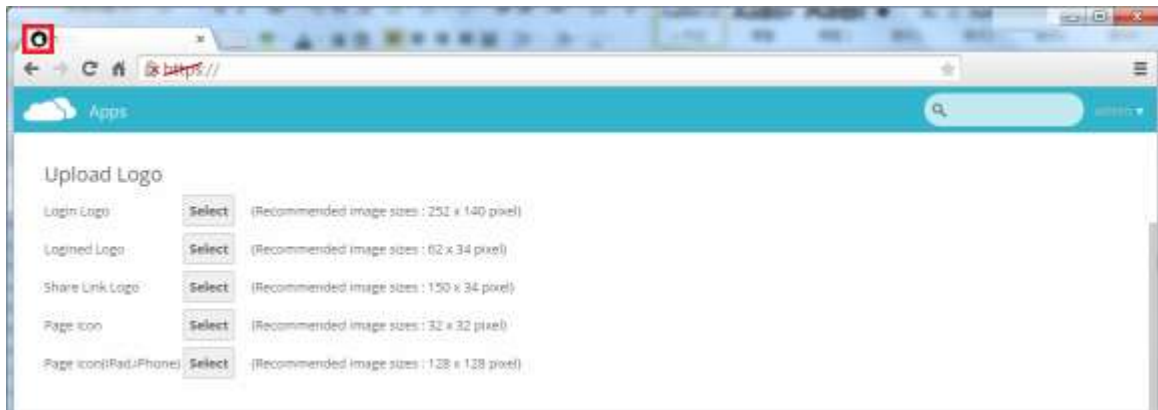 https://
Apps
admin
Upload Logo
Login Logo Select (Recommended image sizes : 252 x 140 pixel)
Logined Logo Select (Recommended image sizes : 62 x 34 pixel)
Share Link Logo Select (Recommended image sizes : 150 x 34 pixel)
Page icon Select (Recommended image sizes : 32 x 32 pixel)
Page icon(iPad,iPhone) Select (Recommended image sizes : 128 x 128 pixel)